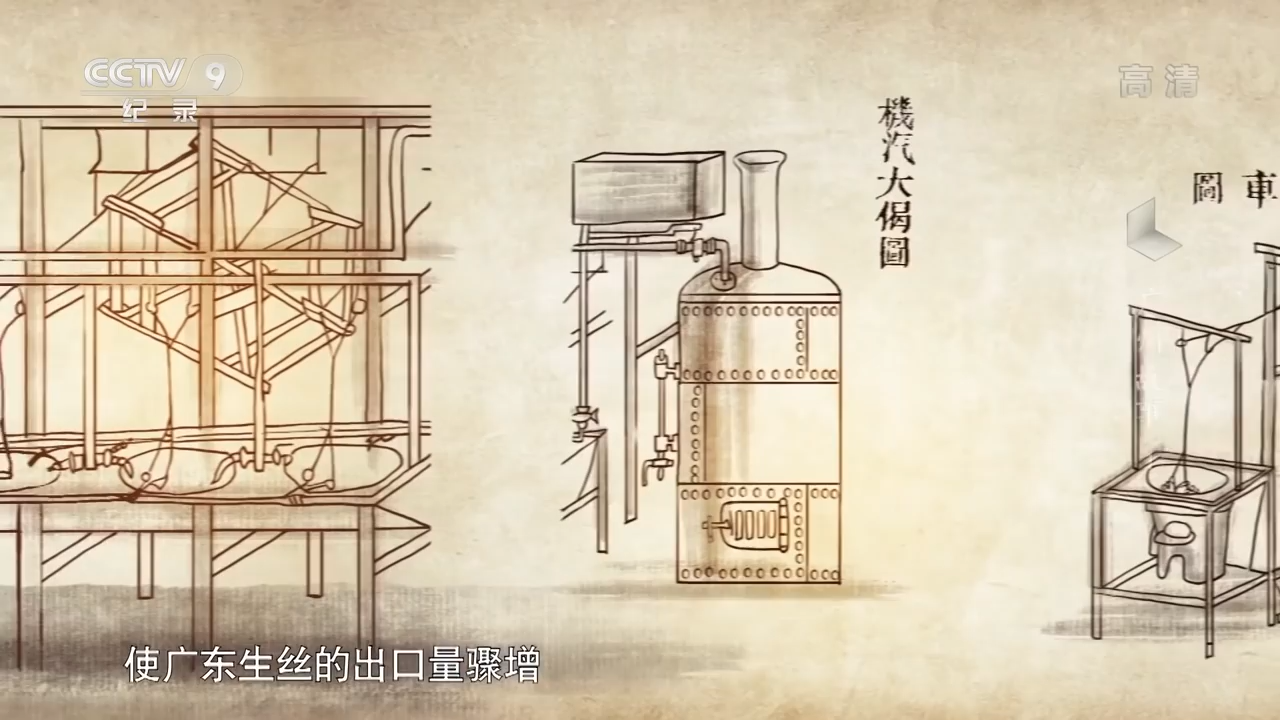 CCTV 9
纪录
高清
機汽大偈圖
圖 車
使广东生丝的出口量骤增